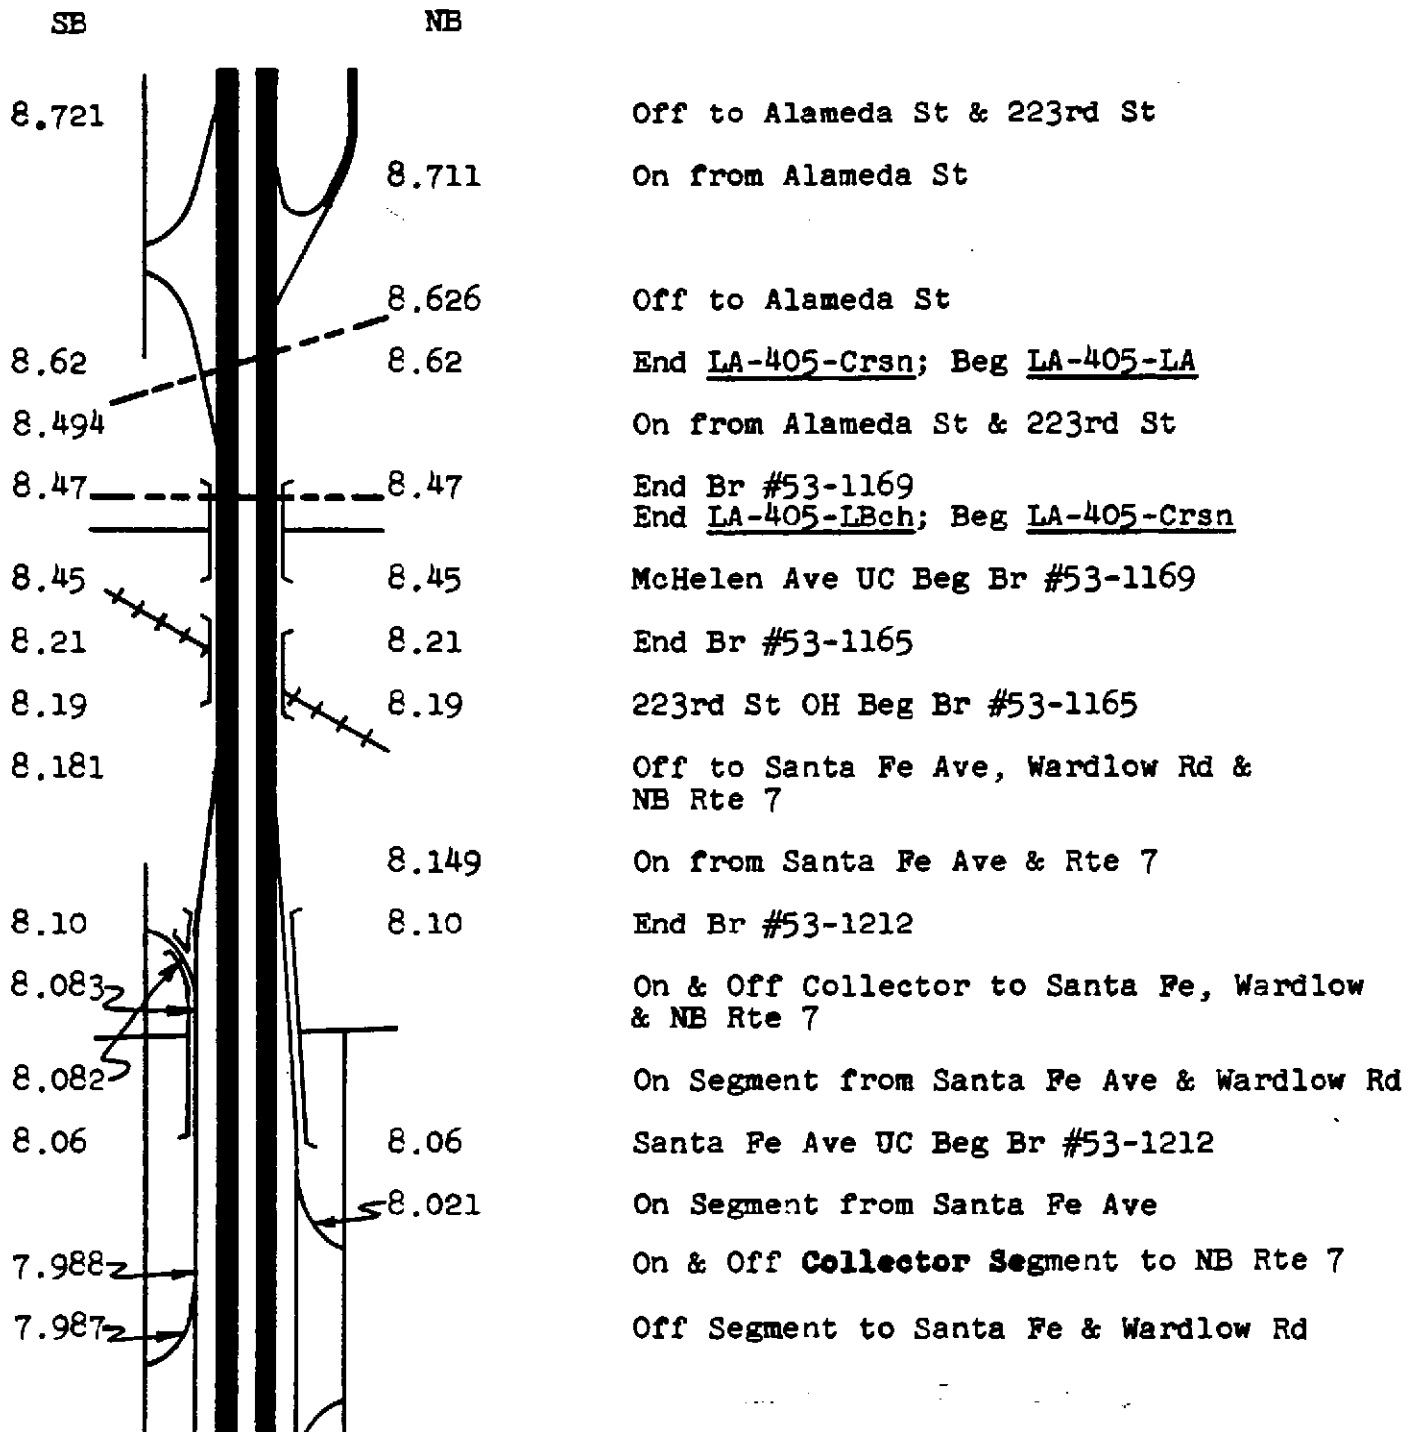 SB NB
8.721 Off to Alameda St & 223rd St
8.711 On from Alameda St
8.626 Off to Alameda St
8.62 8.62 End LA-405-Crsn; Beg LA-405-LA
8.494 On from Alameda St & 223rd St
8.47 8.47 End Br #53-1169
End LA-405-LBch; Beg LA-405-Crsn
8.45 8.45 McHelen Ave UC Beg Br #53-1169
8.21 8.21 End Br #53-1165
8.19 8.19 223rd St OH Beg Br #53-1165
8.181 Off to Santa Fe Ave, Wardlow Rd &
NB Rte 7
8.149 On from Santa Fe Ave & Rte 7
8.10 8.10 End Br #53-1212
8.083 On & Off Collector to Santa Fe, Wardlow
& NB Rte 7
8.082 On Segment from Santa Fe Ave & Wardlow Rd
8.06 8.06 Santa Fe Ave UC Beg Br #53-1212
8.021 On Segment from Santa Fe Ave
7.988 On & Off Collector Segment to NB Rte 7
7.987 Off Segment to Santa Fe & Wardlow Rd